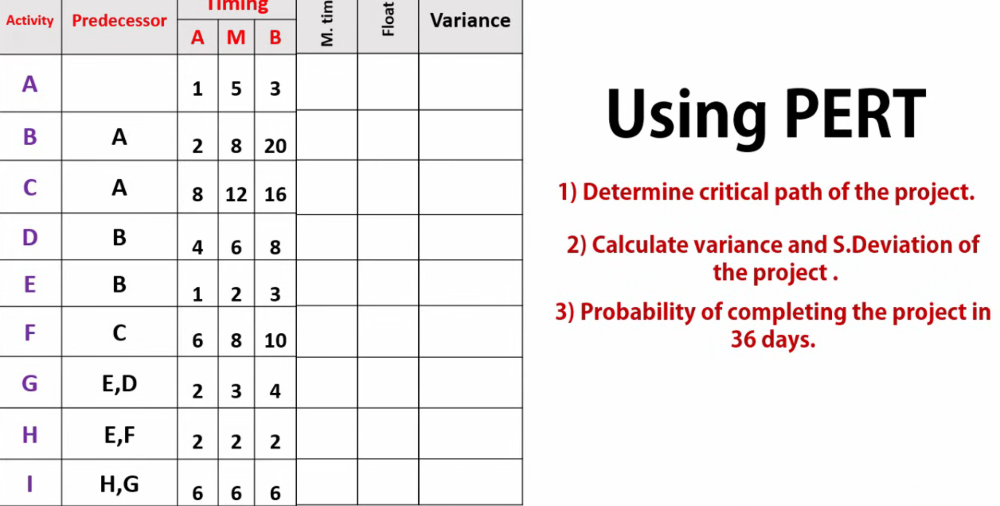 Timing
Activity Predecessor M. tim Float Variance
A M B
A 1 5 3
B A 2 8 20
C A 8 12 16
D B 4 6 8
E B 1 2 3
F C 6 8 10
G E,D 2 3 4
H E,F 2 2 2
I H,G 6 6 6
Using PERT
1) Determine critical path of the project.
2) Calculate variance and S.Deviation of
the project .
3) Probability of completing the project in
36 days.